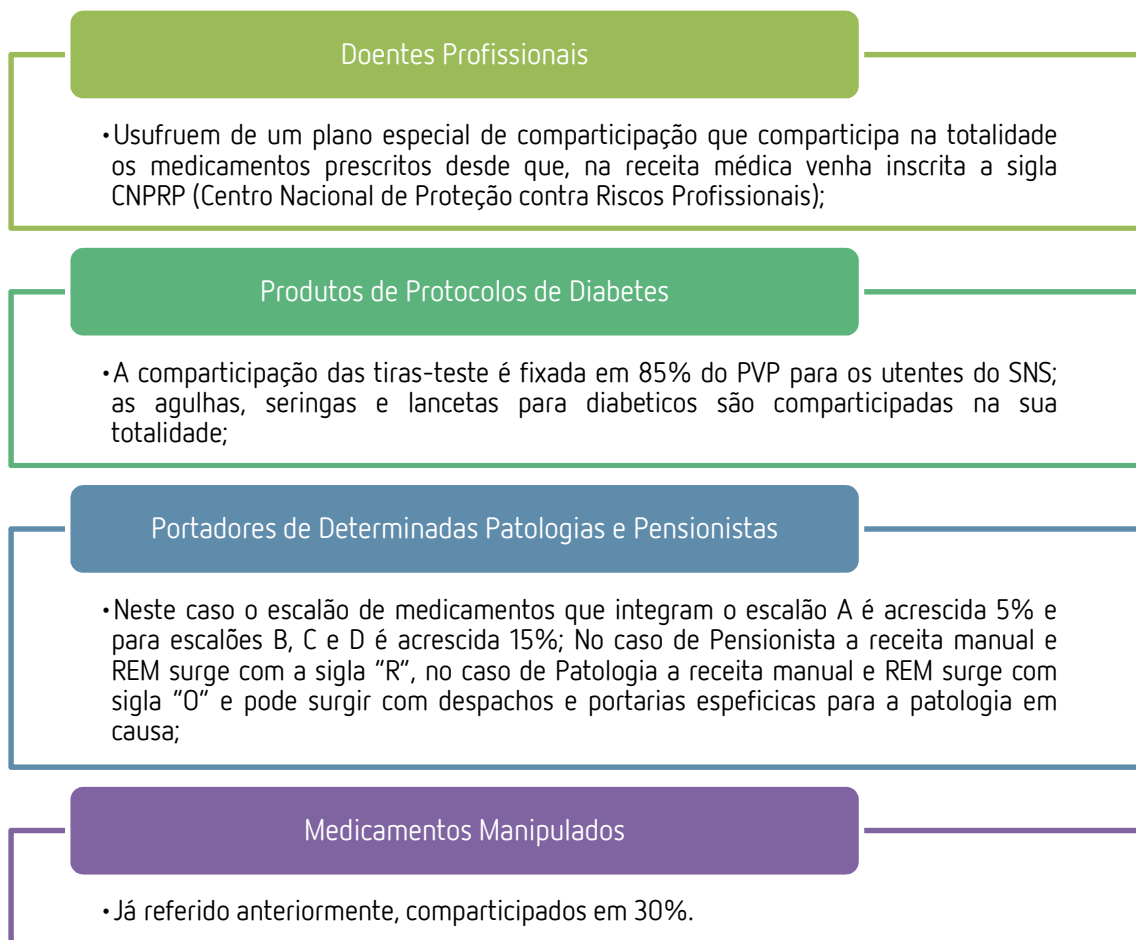 Doentes Profissionais
•Usufruem de um plano especial de comparticipação que comparticipa na totalidade
os medicamentos prescritos desde que, na receita médica venha inscrita a sigla
CNPRP (Centro Nacional de Proteção contra Riscos Profissionais);
Produtos de Protocolos de Diabetes
•A comparticipação das tiras-teste é fixada em 85% do PVP para os utentes do SNS;
as agulhas, seringas e lancetas para diabeticos são comparticipadas na sua
totalidade;
Portadores de Determinadas Patologias e Pensionistas
•Neste caso o escalão de medicamentos que integram o escalão A é acrescida 5% e
para escalões B, C e D é acrescida 15%; No caso de Pensionista a receita manual e
REM surge com a sigla “R”, no caso de Patologia a receita manual e REM surge com
sigla “O” e pode surgir com despachos e portarias espeficicas para a patologia em
causa;
Medicamentos Manipulados
•Já referido anteriormente, comparticipados em 30%.